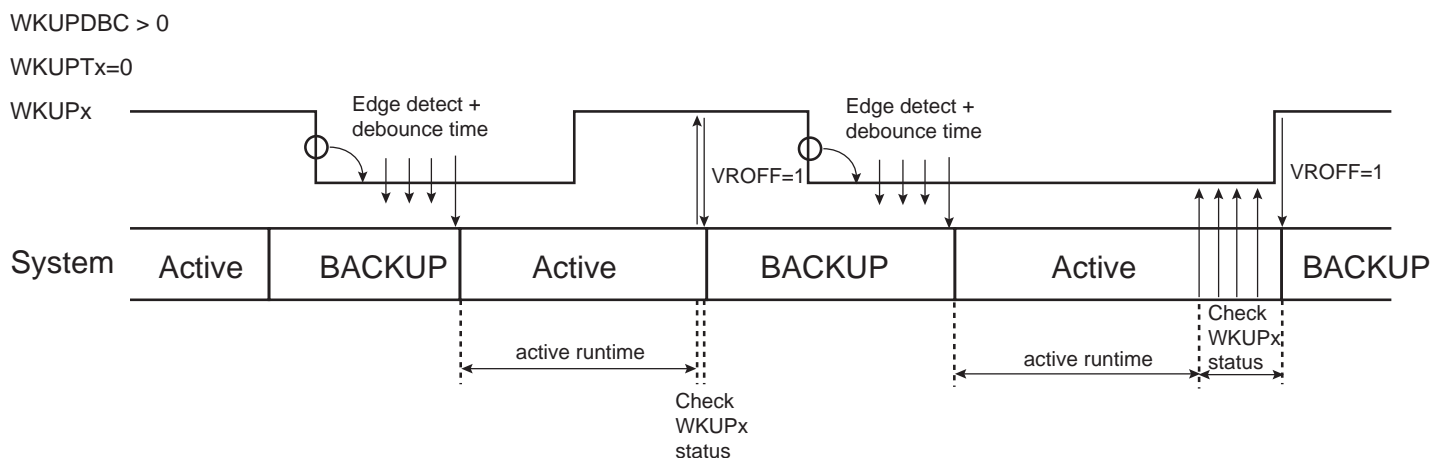 WKUPDBC > 0
WKUPTx=0
WKUPx
Edge detect +
debounce time
VROFF=1
Edge detect +
debounce time
VROFF=1
System
Active
BACKUP
Active
BACKUP
Active
BACKUP
active runtime
Check
WKUPx
status
active runtime
Check
WKUPx
status